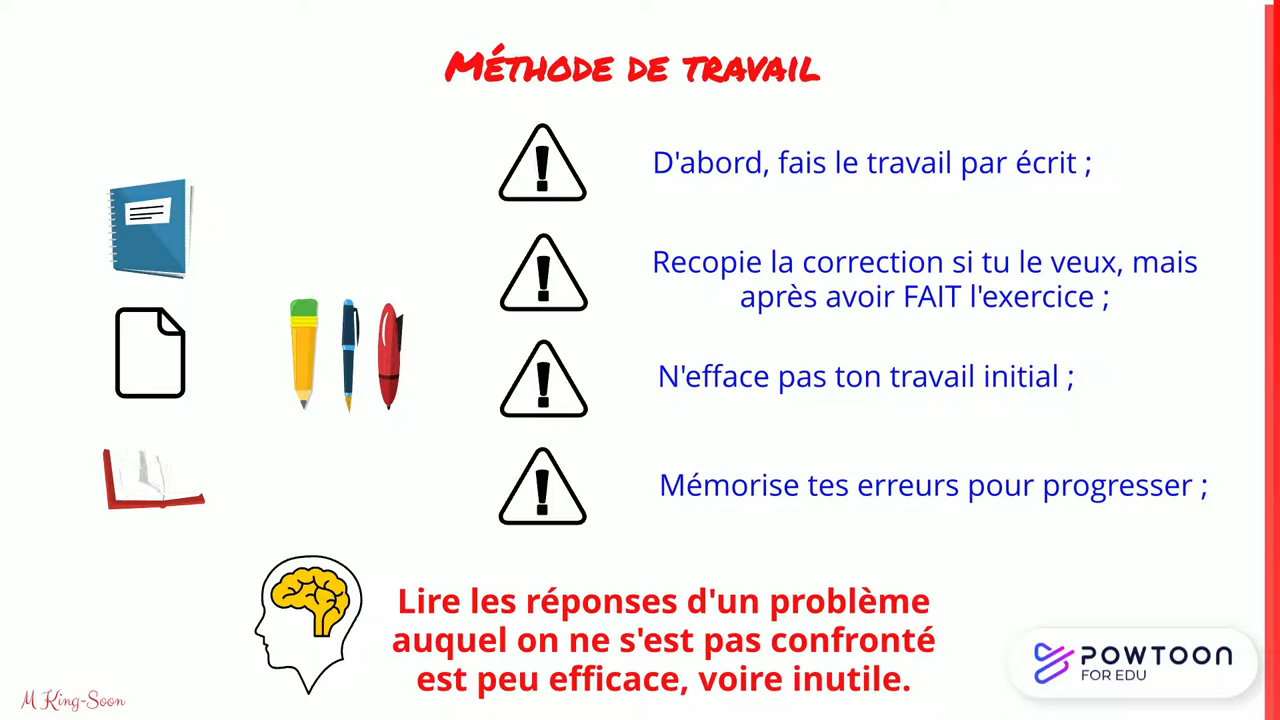 Méthode de travail
D'abord, fais le travail par écrit ;
Recopie la correction si tu le veux, mais
après avoir FAIT l'exercice ;
N'efface pas ton travail initial ;
Mémorise tes erreurs pour progresser ;
Lire les réponses d'un problème
auquel on ne s'est pas confronté
est peu efficace, voire inutile.
M King-Soon
POWTOON
FOR EDU